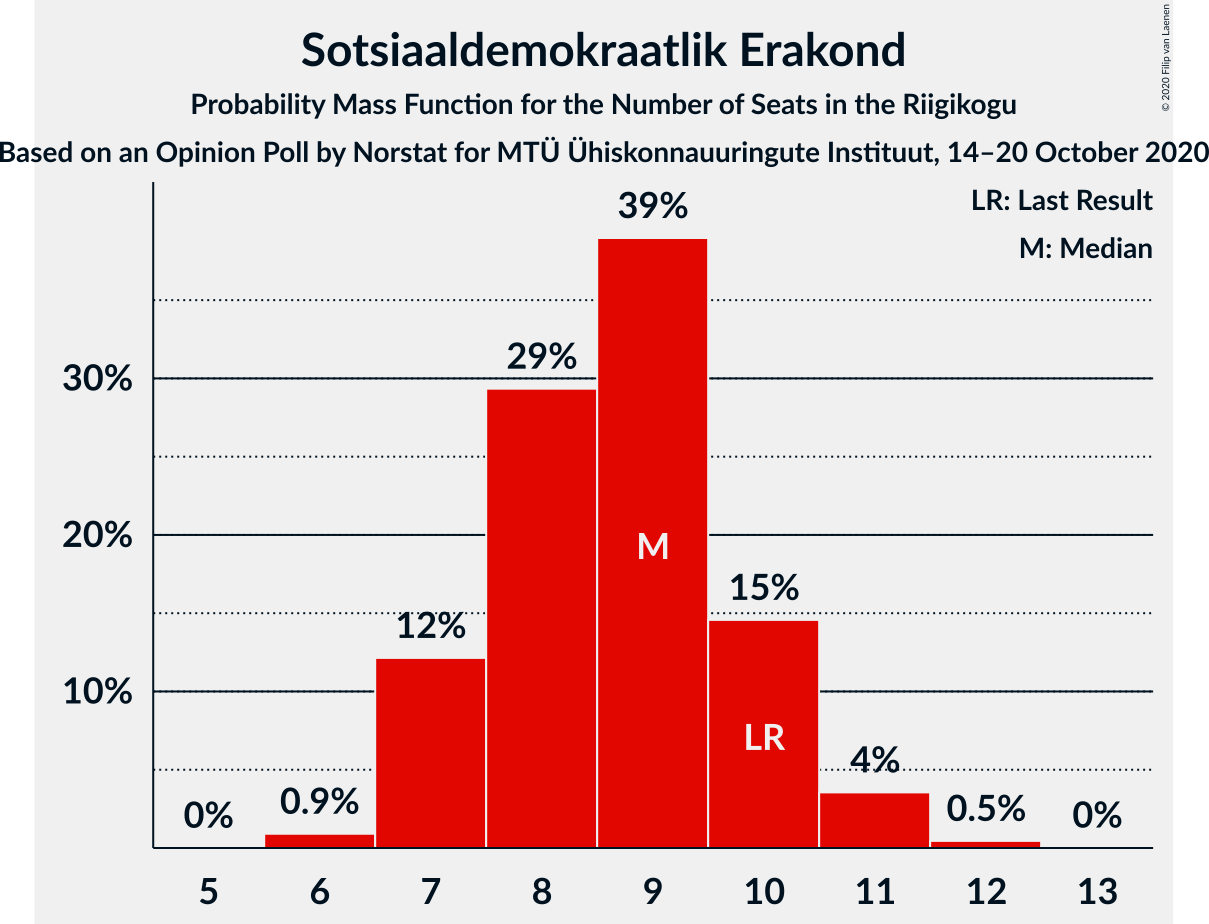 Sotsiaaldemokraatlik Erakond
Probability Mass Function for the Number of Seats in the Riigikogu
Based on an Opinion Poll by Norstat for MTÜ Ühiskonnauuringute Instituut, 14–20 October 2020
© 2020 Filip van Laenen
LR: Last Result
M: Median
39%
29%
30%
M
20%
15%
12%
10%
LR
4%
0%
0.9%
0.5%
0%
5 6 7 8 9 10 11 12 13